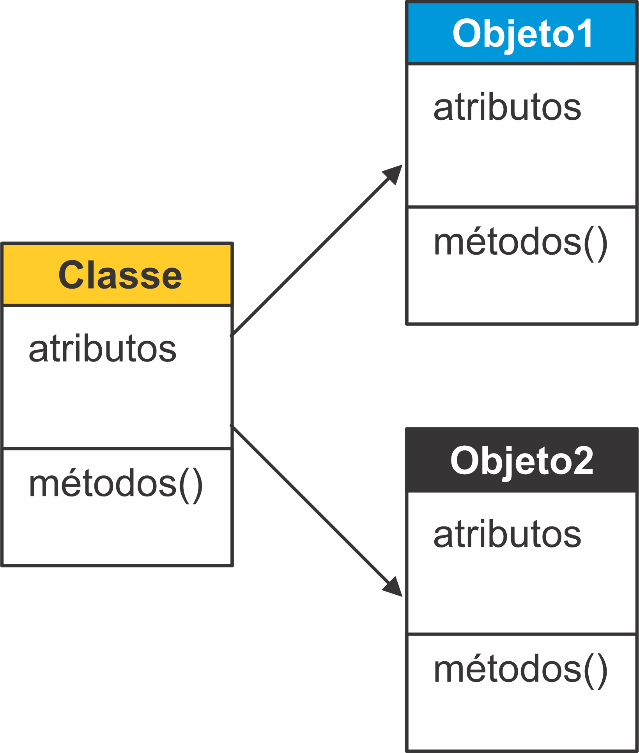 Classe
atributos
métodos()
Objeto1
atributos
métodos()
Objeto2
atributos
métodos()